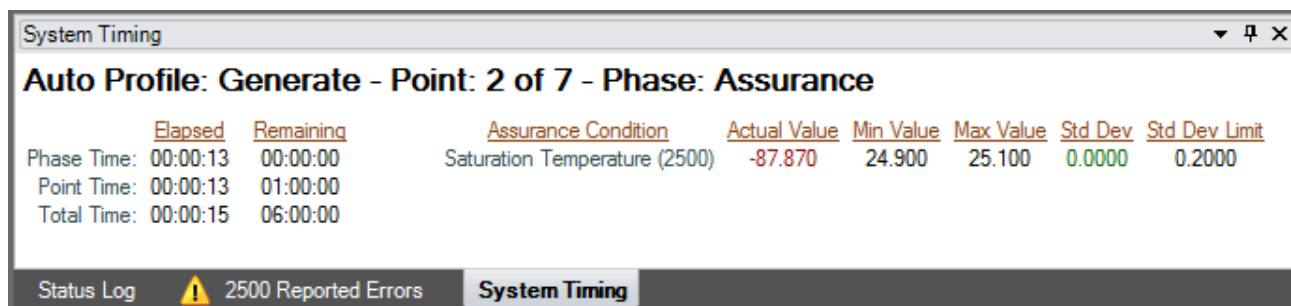 System Timing
Auto Profile: Generate - Point: 2 of 7 - Phase: Assurance
Elapsed Remaining Assurance Condition Actual Value Min Value Max Value Std Dev Std Dev Limit
Phase Time: 00:00:13 00:00:00 Saturation Temperature (2500) -87.870 24.900 25.100 0.0000 0.2000
Point Time: 00:00:13 01:00:00
Total Time: 00:00:15 06:00:00
Status Log 2500 Reported Errors System Timing